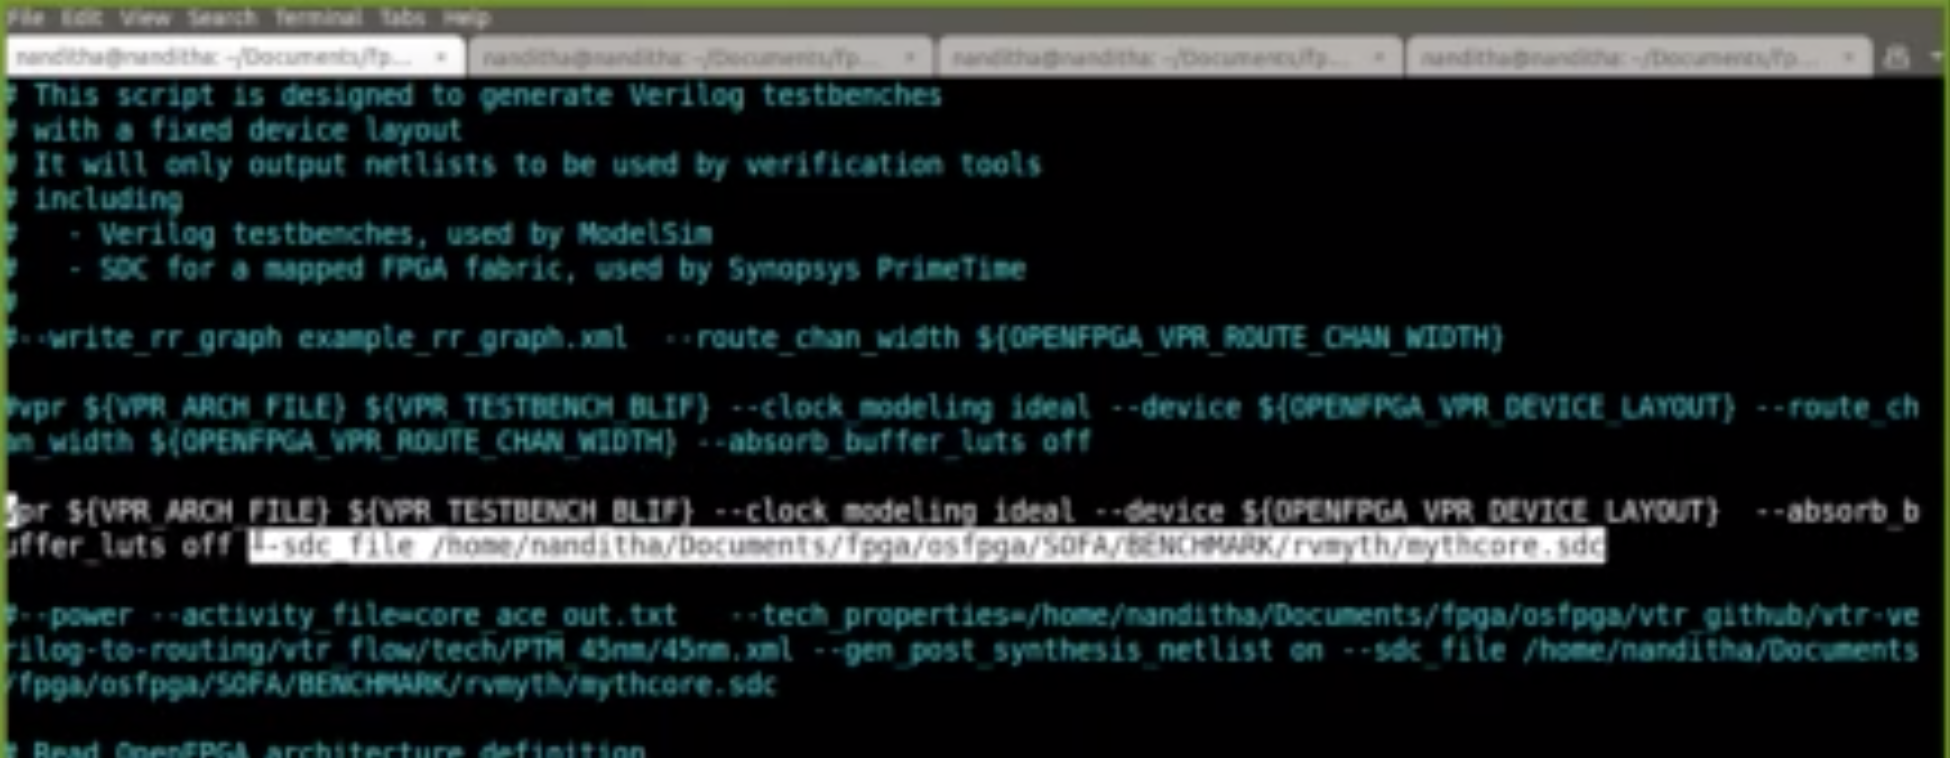 File Edit View Search Terminal Tabs Help
nanditha@nanditha: ~/Documents/fp... × nanditha@nanditha: ~/Documents/fp... × nanditha@nanditha: ~/Documents/fp... × nanditha@nanditha: ~/Documents/fp... ×
# This script is designed to generate Verilog testbenches
# with a fixed device layout
# It will only output netlists to be used by verification tools
# including
#   - Verilog testbenches, used by ModelSim
#   - SDC for a mapped FPGA fabric, used by Synopsys PrimeTime
#
#--write_rr_graph example_rr_graph.xml  --route_chan_width ${OPENFPGA_VPR_ROUTE_CHAN_WIDTH}
#vpr ${VPR_ARCH_FILE} ${VPR_TESTBENCH_BLIF} --clock_modeling ideal --device ${OPENFPGA_VPR_DEVICE_LAYOUT} --route_ch
an_width ${OPENFPGA_VPR_ROUTE_CHAN_WIDTH} --absorb_buffer_luts off
vpr ${VPR_ARCH_FILE} ${VPR_TESTBENCH_BLIF} --clock_modeling ideal --device ${OPENFPGA_VPR_DEVICE_LAYOUT}  --absorb_b
uffer_luts off --sdc_file /home/nanditha/Documents/fpga/osfpga/SOFA/BENCHMARK/rvmyth/mythcore.sdc
#--power --activity_file=core_ace_out.txt   --tech_properties=/home/nanditha/Documents/fpga/osfpga/vtr_github/vtr-ve
rilog-to-routing/vtr_flow/tech/PTM_45nm/45nm.xml --gen_post_synthesis_netlist on --sdc_file /home/nanditha/Documents
/fpga/osfpga/SOFA/BENCHMARK/rvmyth/mythcore.sdc
# Read OpenFPGA architecture definition